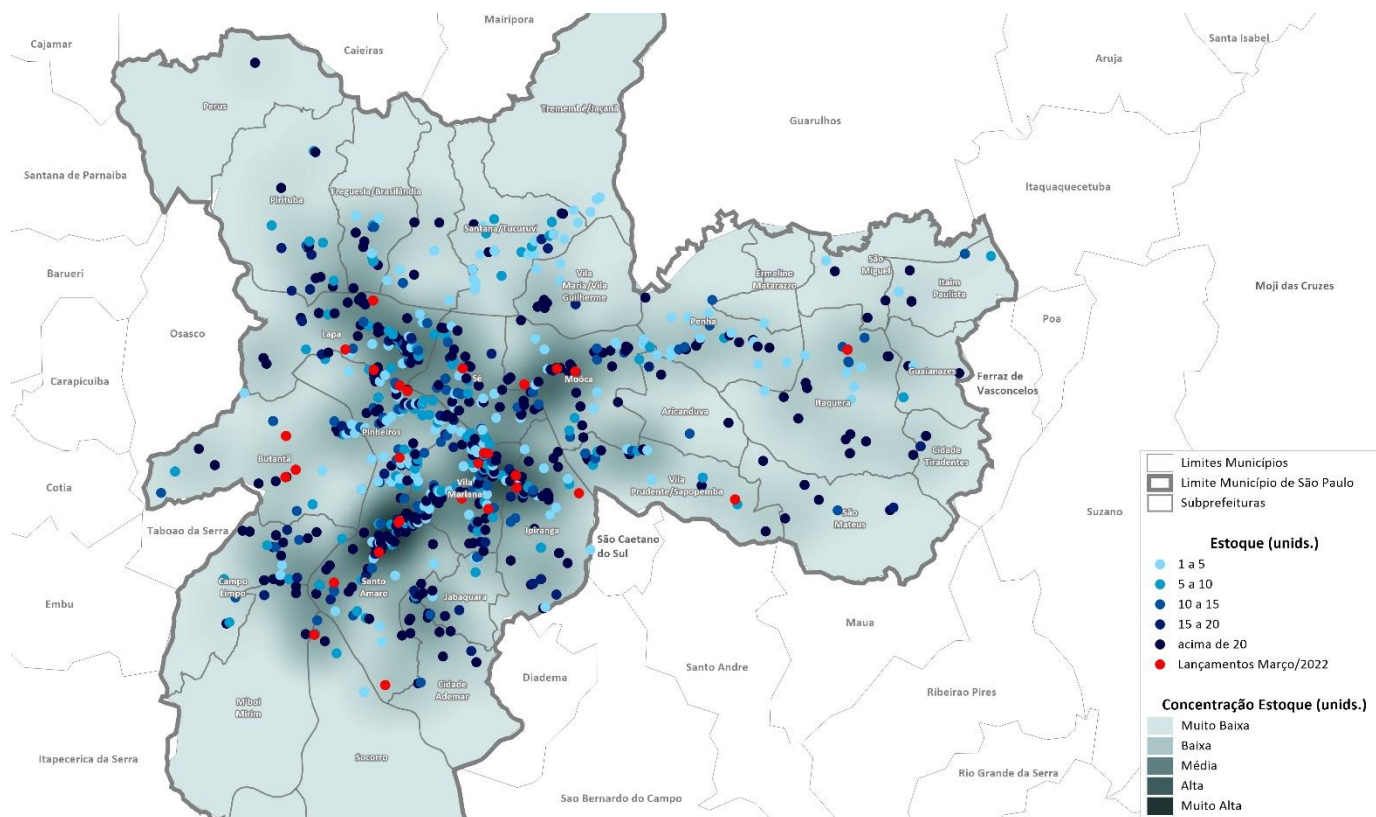 Mairipora
Cajamar
Caieiras
Santa Isabel
Aruja
Perus
Tremembé/Jaçanã
Guarulhos
Santana de Parnaiba
Itaquaquecetuba
Freguesia/Brasilândia
Pirituba
Santana/Tucuruvi
Barueri
São
Miguel
Vila
Maria/Vila
Guilherme
Ermelino
Matarazzo
Itaim
Paulista
Moji das Cruzes
Osasco
Penha
Poa
Lapa
Carapicuiba
Sé
Moóca
Guaianazes
Ferraz de
Vasconcelos
Itaquera
Aricanduva
Pinheiros
Butantã
Cidade
Tiradentes
Cotia
Vila
Mariana
Vila
Prudente/Sapopemba
São
Mateus
Suzano
Taboao da Serra
Ipiranga
São Caetano
do Sul
Campo
Limpo
Santo
Amaro
Jabaquara
Embu
Maua
Santo Andre
Diadema
Cidade
Ademar
M'boi
Mirim
Ribeirao Pires
Itapecerica da Serra
Socorro
Rio Grande da Serra
Sao Bernardo do Campo
Limites Municípios
Limite Município de São Paulo
Subprefeituras
Estoque (unids.)
1 a 5
5 a 10
10 a 15
15 a 20
acima de 20
Lançamentos Março/2022
Concentração Estoque (unids.)
Muito Baixa
Baixa
Média
Alta
Muito Alta